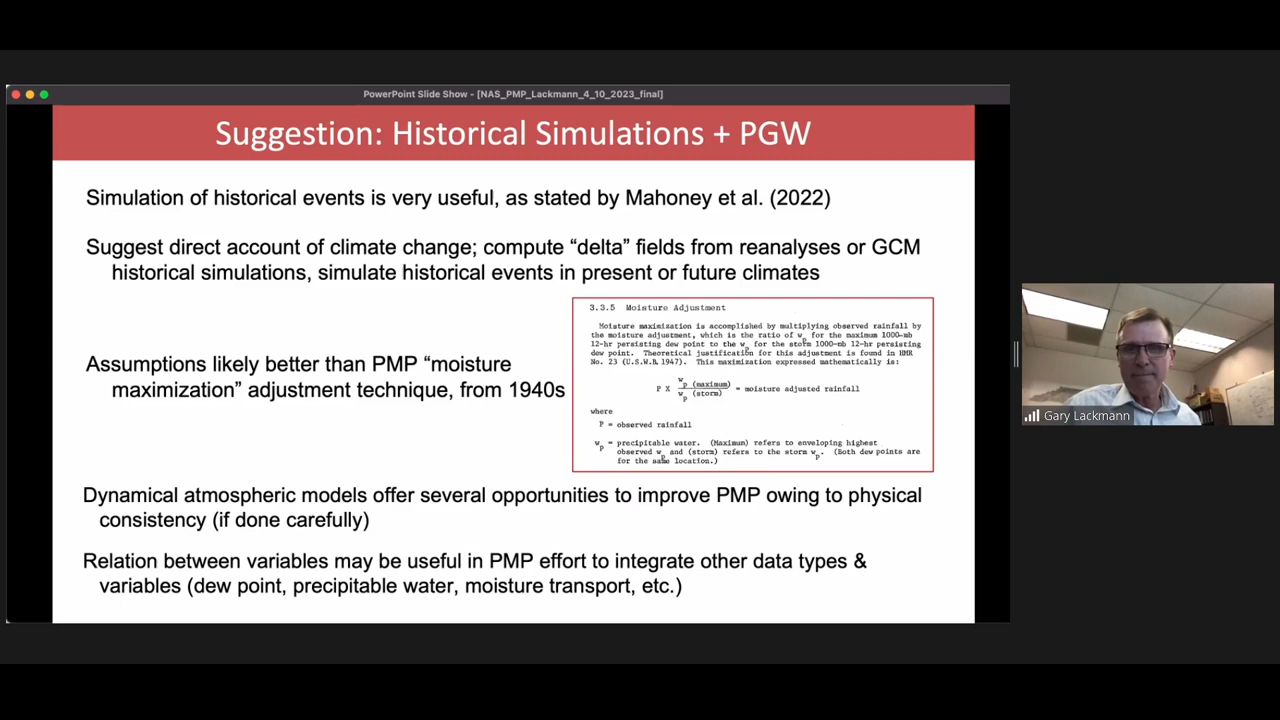 PowerPoint Slide Show - [NAS_PMP_Lackmann_4_10_2023_final]
Suggestion: Historical Simulations + PGW
Simulation of historical events is very useful, as stated by Mahoney et al. (2022)
Suggest direct account of climate change; compute “delta” fields from reanalyses or GCM
historical simulations, simulate historical events in present or future climates
Assumptions likely better than PMP “moisture
maximization” adjustment technique, from 1940s
3.3.5 Moisture Adjustment
Moisture maximization is accomplished by multiplying observed rainfall by
the moisture adjustment, which is the ratio of wp for the maximum 1000-mb
12-hr persisting dew point to the wp for the storm 1000-mb 12-hr persisting
dew point. Theoretical justification for this adjustment is found in HMR
No. 23 (U.S.W.B. 1947). This maximization expressed mathematically is:
P X wp (maximum) / wp (storm) = moisture adjusted rainfall
where
P = observed rainfall
wp = precipitable water. (Maximum) refers to enveloping highest
observed wp and (storm) refers to the storm wp. (Both dew points are
for the same location.)
Dynamical atmospheric models offer several opportunities to improve PMP owing to physical
consistency (if done carefully)
Relation between variables may be useful in PMP effort to integrate other data types &
variables (dew point, precipitable water, moisture transport, etc.)
Gary Lackmann